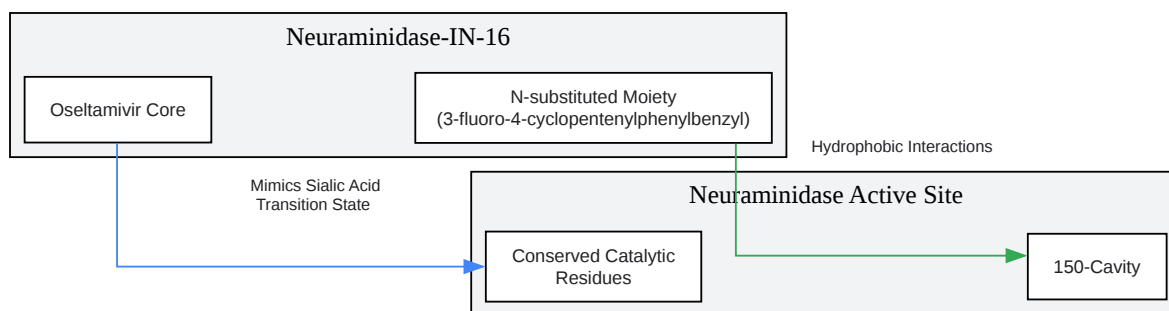 Neuraminidase-IN-16
Oseltamivir Core
N-substituted Moiety
(3-fluoro-4-cyclopentenylphenylbenzyl)
Hydrophobic Interactions
Mimics Sialic Acid
Transition State
Neuraminidase Active Site
Conserved Catalytic
Residues
150-Cavity